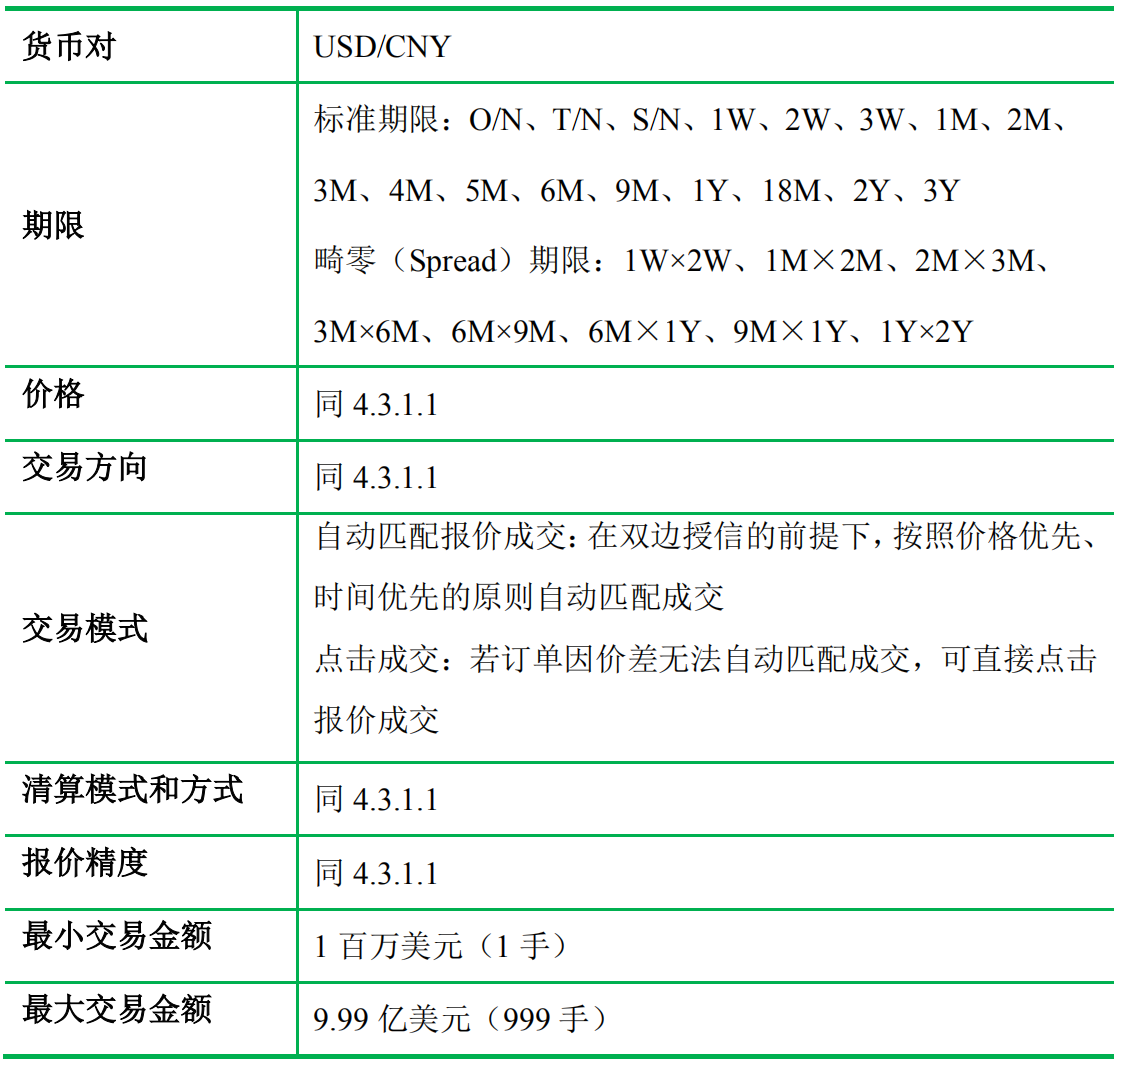 货币对
USD/CNY
期限
标准期限：O/N、T/N、S/N、1W、2W、3W、1M、2M、
3M、4M、5M、6M、9M、1Y、18M、2Y、3Y
畸零（Spread）期限：1W×2W、1M×2M、2M×3M、
3M×6M、6M×9M、6M×1Y、9M×1Y、1Y×2Y
价格
同 4.3.1.1
交易方向
同 4.3.1.1
交易模式
自动匹配报价成交：在双边授信的前提下，按照价格优先、
时间优先的原则自动匹配成交
点击成交：若订单因价差无法自动匹配成交，可直接点击
报价成交
清算模式和方式
同 4.3.1.1
报价精度
同 4.3.1.1
最小交易金额
1 百万美元（1 手）
最大交易金额
9.99 亿美元（999 手）